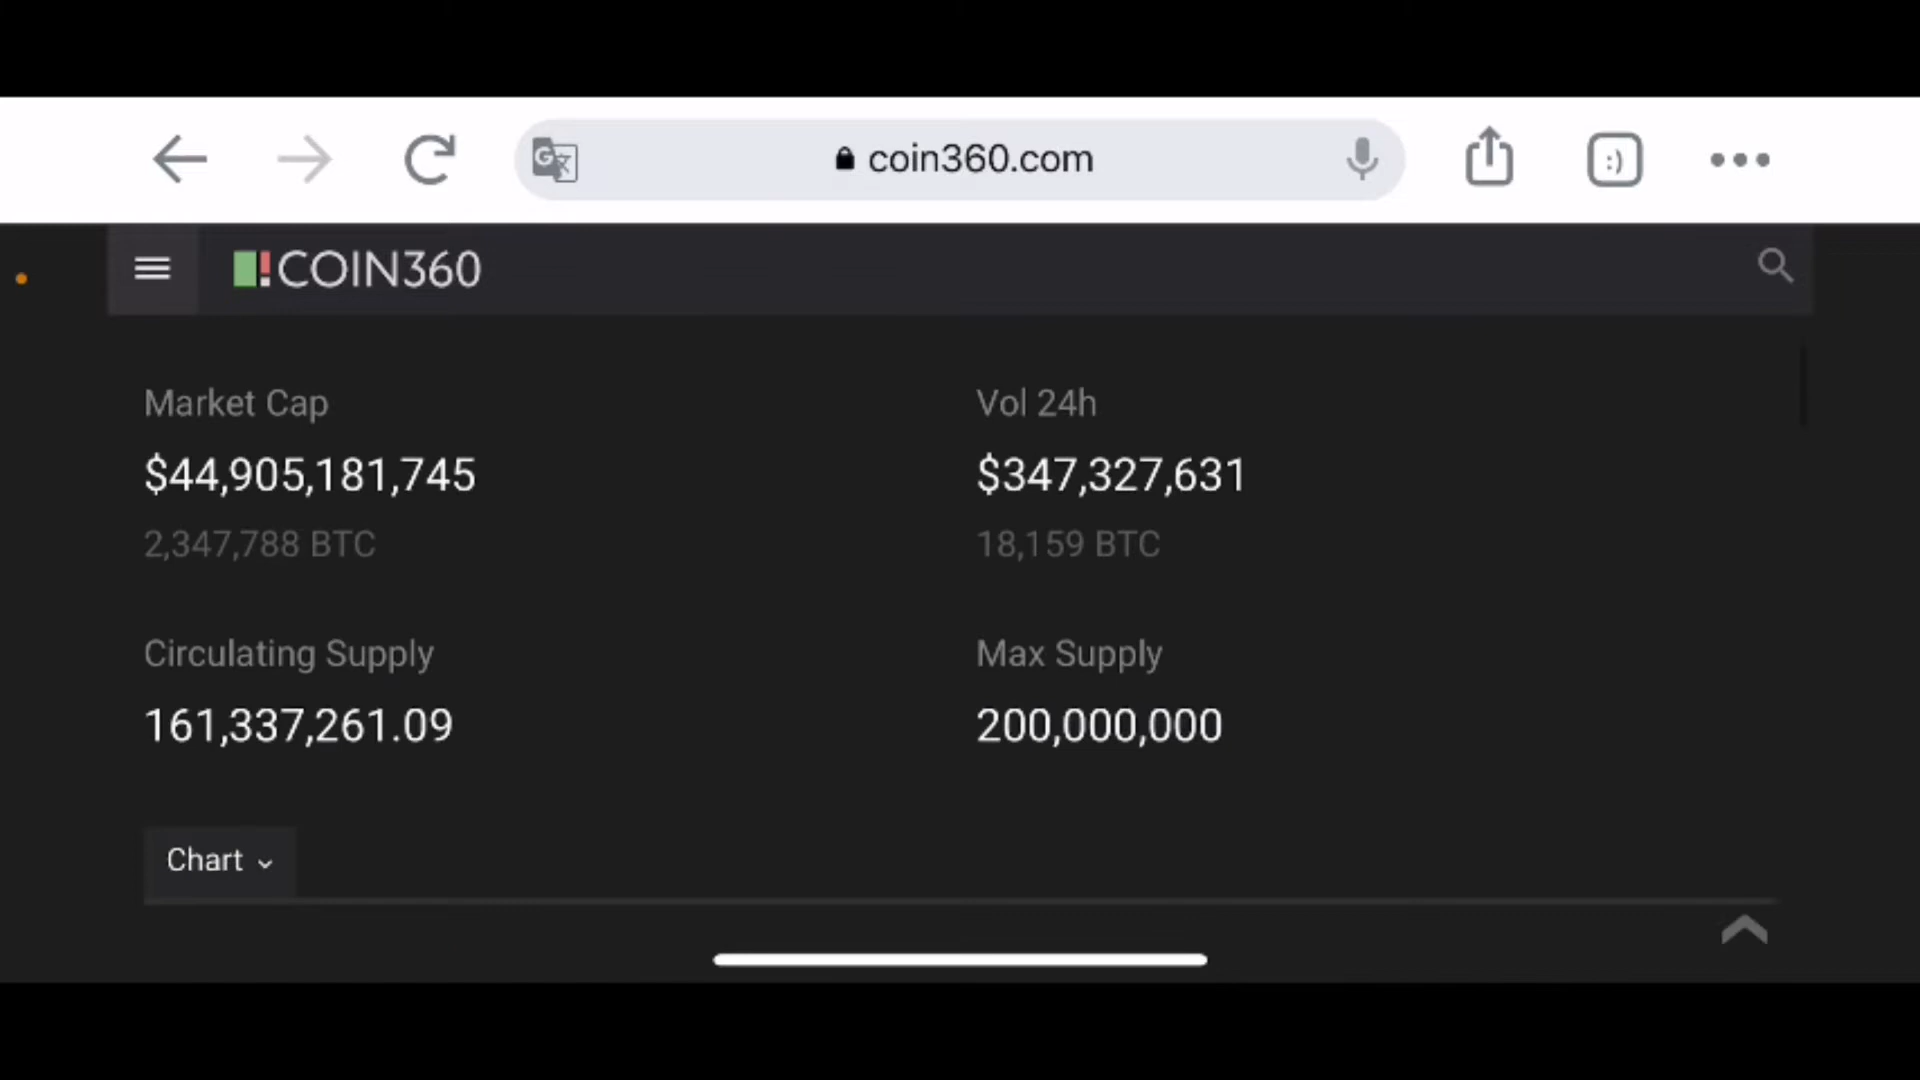 coin360.com
:)
COIN360
Market Cap
Vol 24h
$44,905,181,745
$347,327,631
2,347,788 BTC
18,159 BTC
Circulating Supply
Max Supply
161,337,261.09
200,000,000
Chart